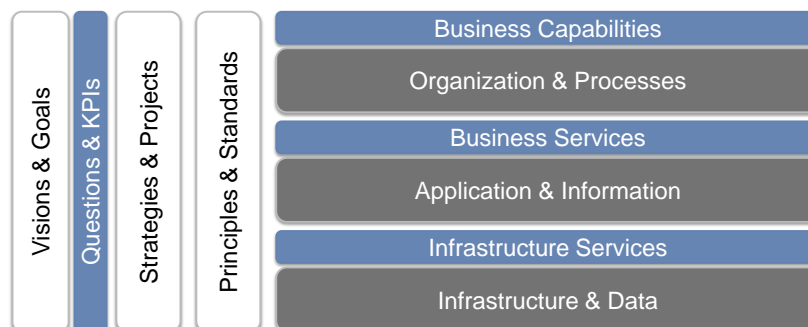 Visions & Goals
Questions & KPIs
Strategies & Projects
Principles & Standards
Business Capabilities
Organization & Processes
Business Services
Application & Information
Infrastructure Services
Infrastructure & Data